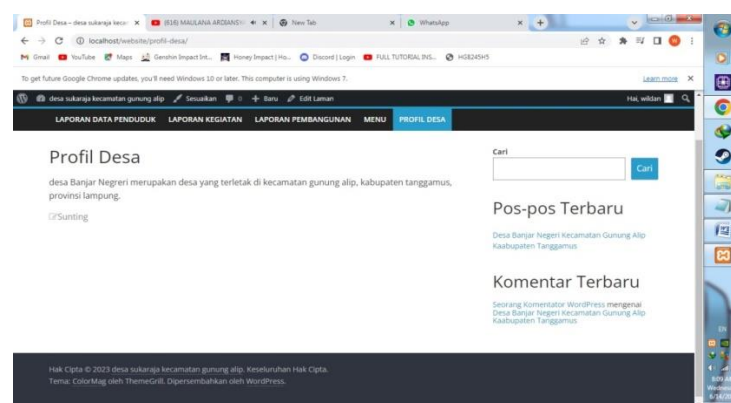 Profil Desa – desa sukaraja kecar
(616) MAULANA ARDIANSY
New Tab
WhatsApp
localhost/website/profil-desa/
Gmail
YouTube
Maps
Genshin Impact Int...
Honey Impact | Ho...
Discord | Login
FULL TUTORIAL INS...
HG8245H5
To get future Google Chrome updates, you'll need Windows 10 or later. This computer is using Windows 7.
Learn more
desa sukaraja kecamatan gunung alip
Sesuaikan
0
Baru
Edit Laman
Hai, wildan
LAPORAN DATA PENDUDUK
LAPORAN KEGIATAN
LAPORAN PEMBANGUNAN
MENU
PROFIL DESA
Profil Desa
desa Banjar Negreri merupakan desa yang terletak di kecamatan gunung alip, kabupaten tanggamus,
provinsi lampung.
Sunting
Cari
Cari
Pos-pos Terbaru
Desa Banjar Negeri Kecamatan Gunung Alip
Kaabupaten Tanggamus
Komentar Terbaru
Seorang Komentator WordPress mengenai
Desa Banjar Negeri Kecamatan Gunung Alip
Kaabupaten Tanggamus
Hak Cipta © 2023 desa sukaraja kecamatan gunung alip. Keseluruhan Hak Cipta.
Tema: ColorMag oleh ThemeGrill. Dipersembahkan oleh WordPress.
EN